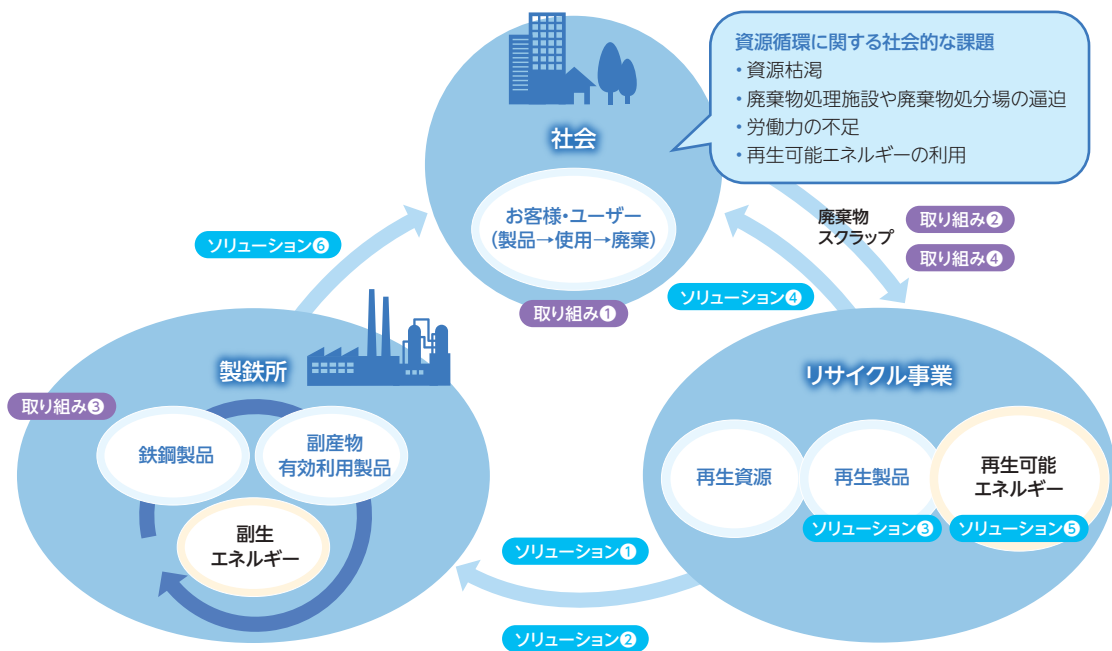 資源循環に関する社会的な課題
・資源枯渇
・廃棄物処理施設や廃棄物処分場の逼迫
・労働力の不足
・再生可能エネルギーの利用
社会
お客様・ユーザー
(製品→使用→廃棄)
取り組み❶
廃棄物
スクラップ
取り組み❷
取り組み❹
ソリューション❻
ソリューション❹
製鉄所
取り組み❸
鉄鋼製品
副産物
有効利用製品
副生
エネルギー
リサイクル事業
再生資源
再生製品
再生可能
エネルギー
ソリューション❸
ソリューション❺
ソリューション❶
ソリューション❷